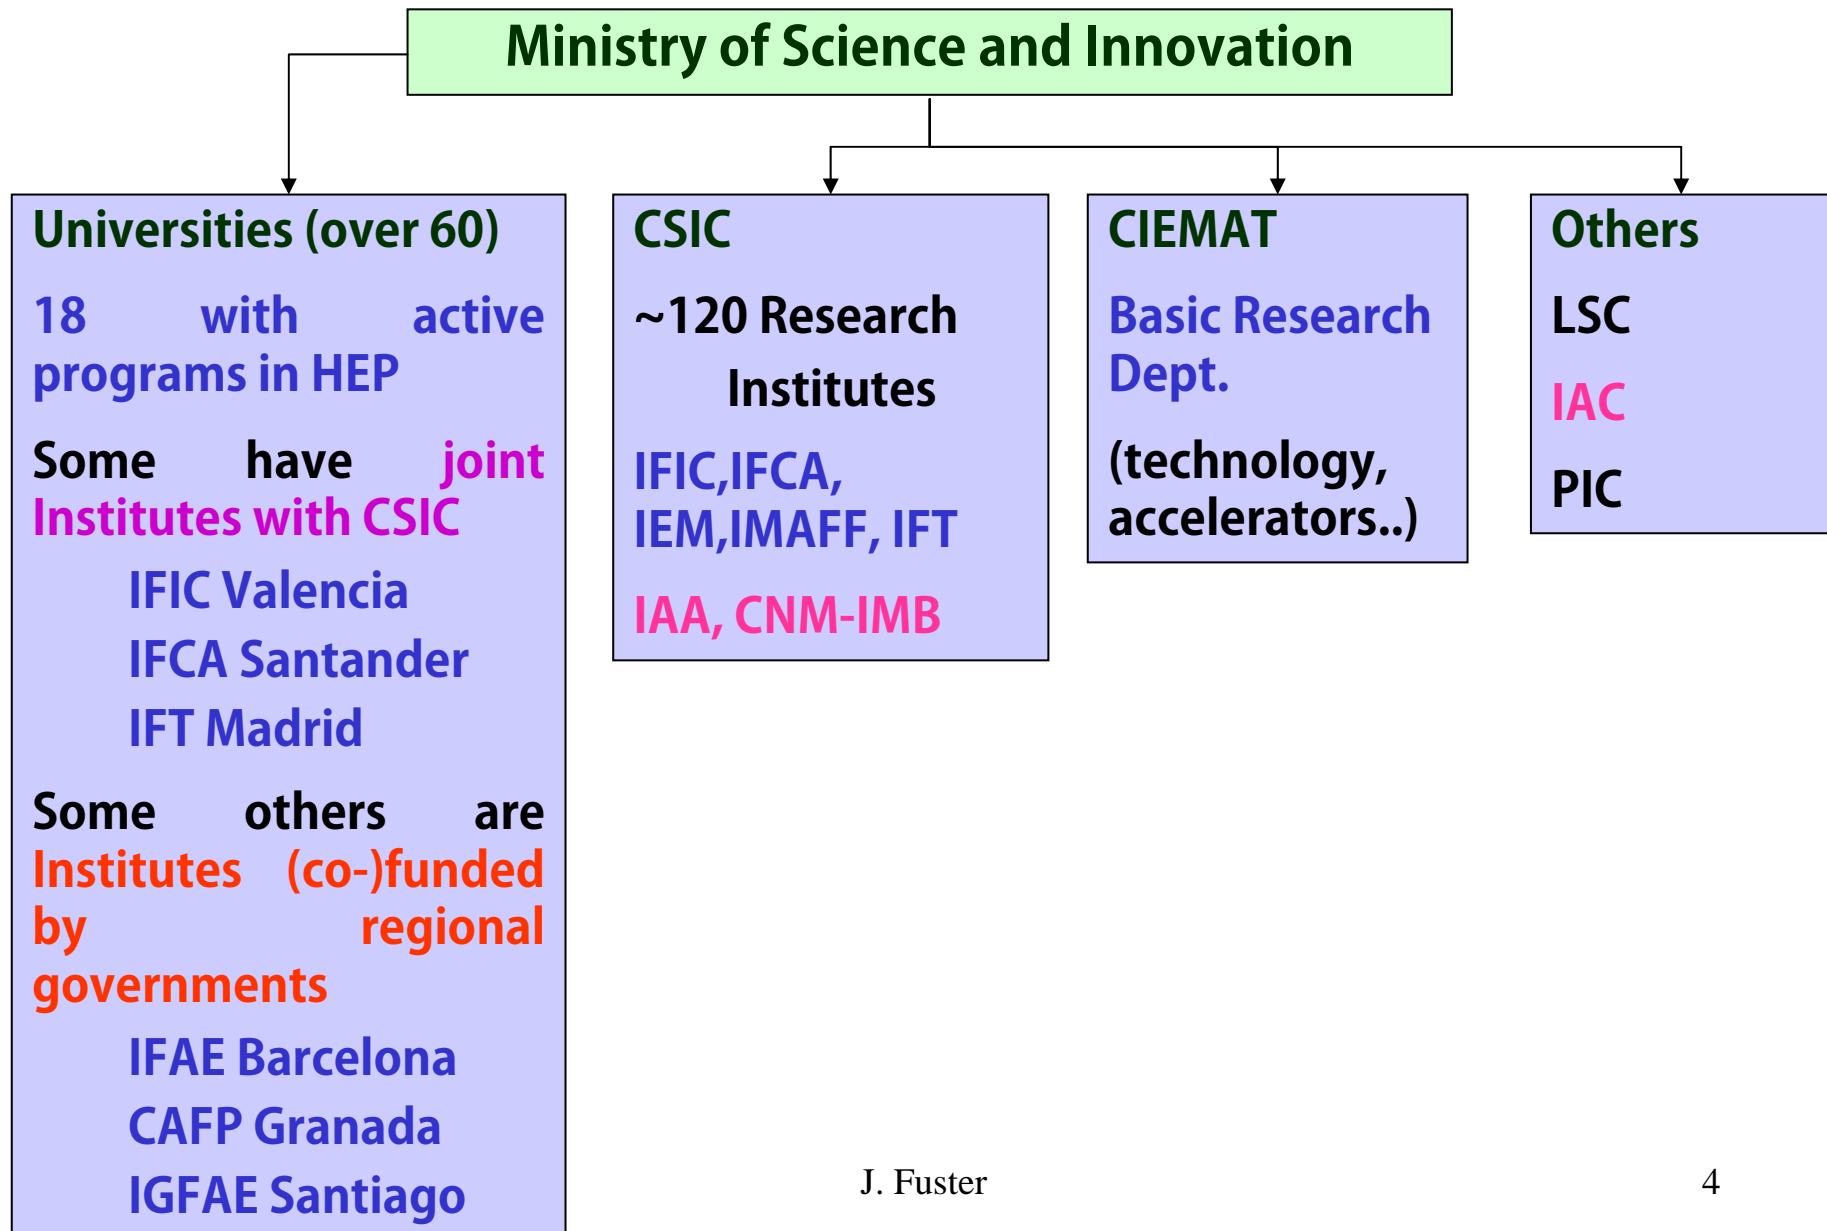 Ministry of Science and Innovation
Universities (over 60)
18 with active
programs in HEP
Some have joint
Institutes with CSIC
IFIC Valencia
IFCA Santander
IFT Madrid
Some others are
Institutes (co-)funded
by regional
governments
IFAE Barcelona
CAFP Granada
IGFAE Santiago
CSIC
~120 Research
Institutes
IFIC,IFCA,
IEM,IMAFF, IFT
IAA, CNM-IMB
CIEMAT
Basic Research
Dept.
(technology,
accelerators..)
Others
LSC
IAC
PIC
J. Fuster
4